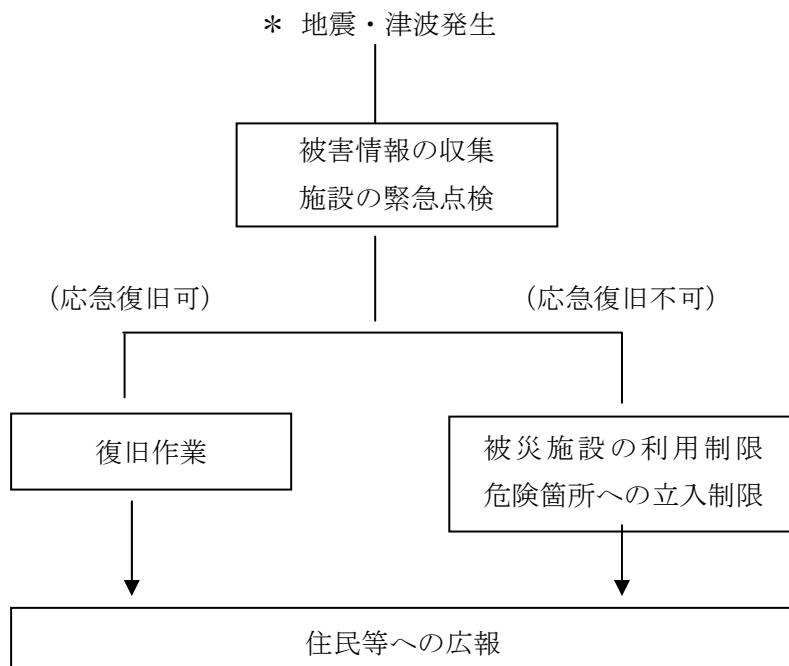 ＊ 地震・津波発生
被害情報の収集
施設の緊急点検
（応急復旧可）
（応急復旧不可）
復旧作業
被災施設の利用制限
危険箇所への立入制限
住民等への広報